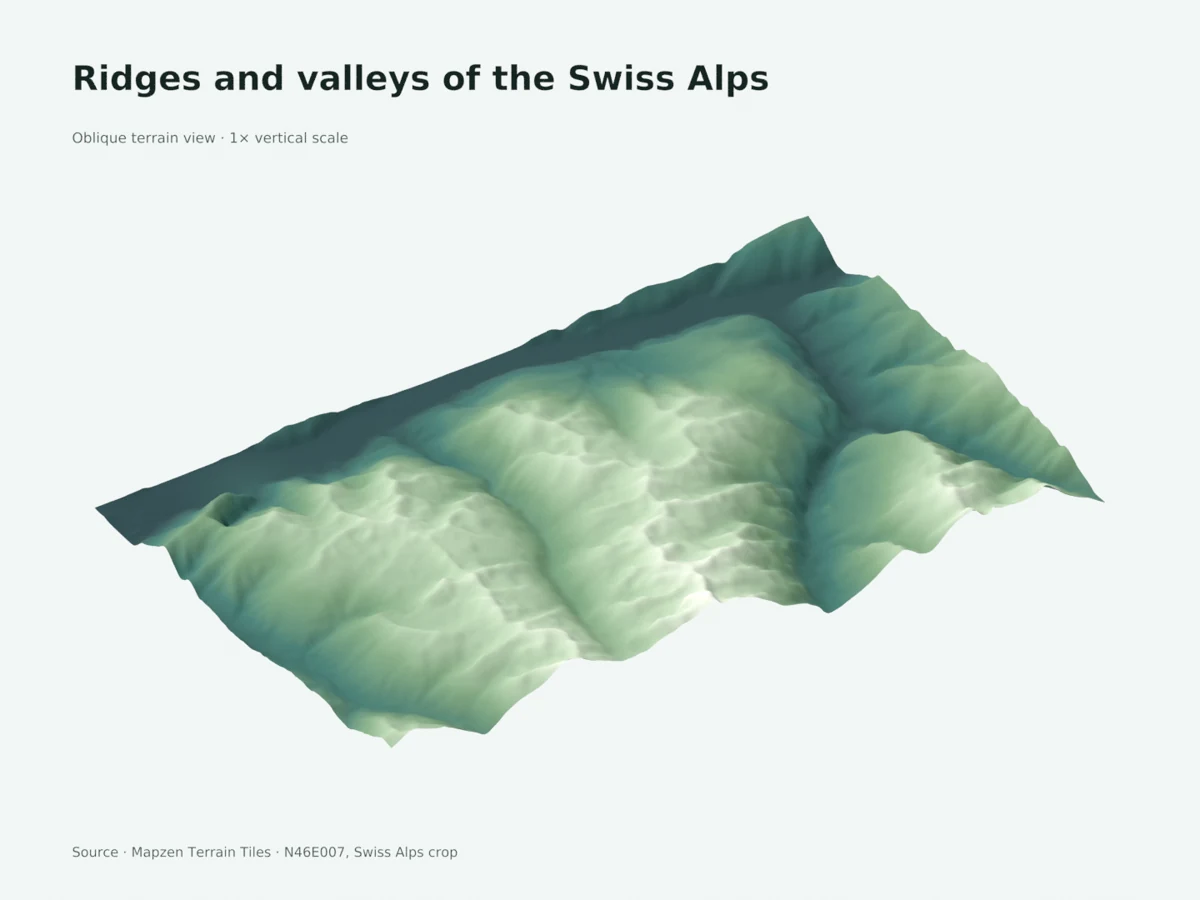 Ridges and valleys of the Swiss Alps
Oblique terrain view · 1× vertical scale
Source · Mapzen Terrain Tiles · N46E007, Swiss Alps crop